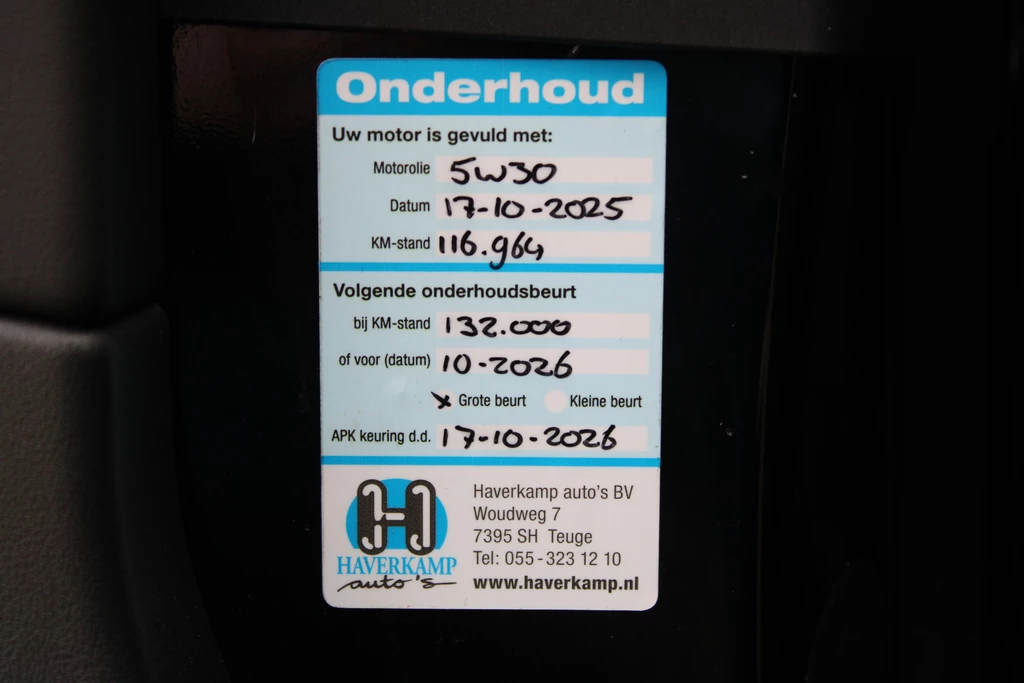 Onderhoud
Uw motor is gevuld met:
Motorolie 5W30
Datum 17-10-2025
KM-stand 116.964
Volgende onderhoudsbeurt
bij KM-stand 132.000
of voor (datum) 10-2026
Grote beurt Kleine beurt
APK keuring d.d. 17-10-2026
H
HAVERKAMP
auto's
Haverkamp auto's BV
Woudweg 7
7395 SH Teuge
Tel: 055-323 12 10
www.haverkamp.nl